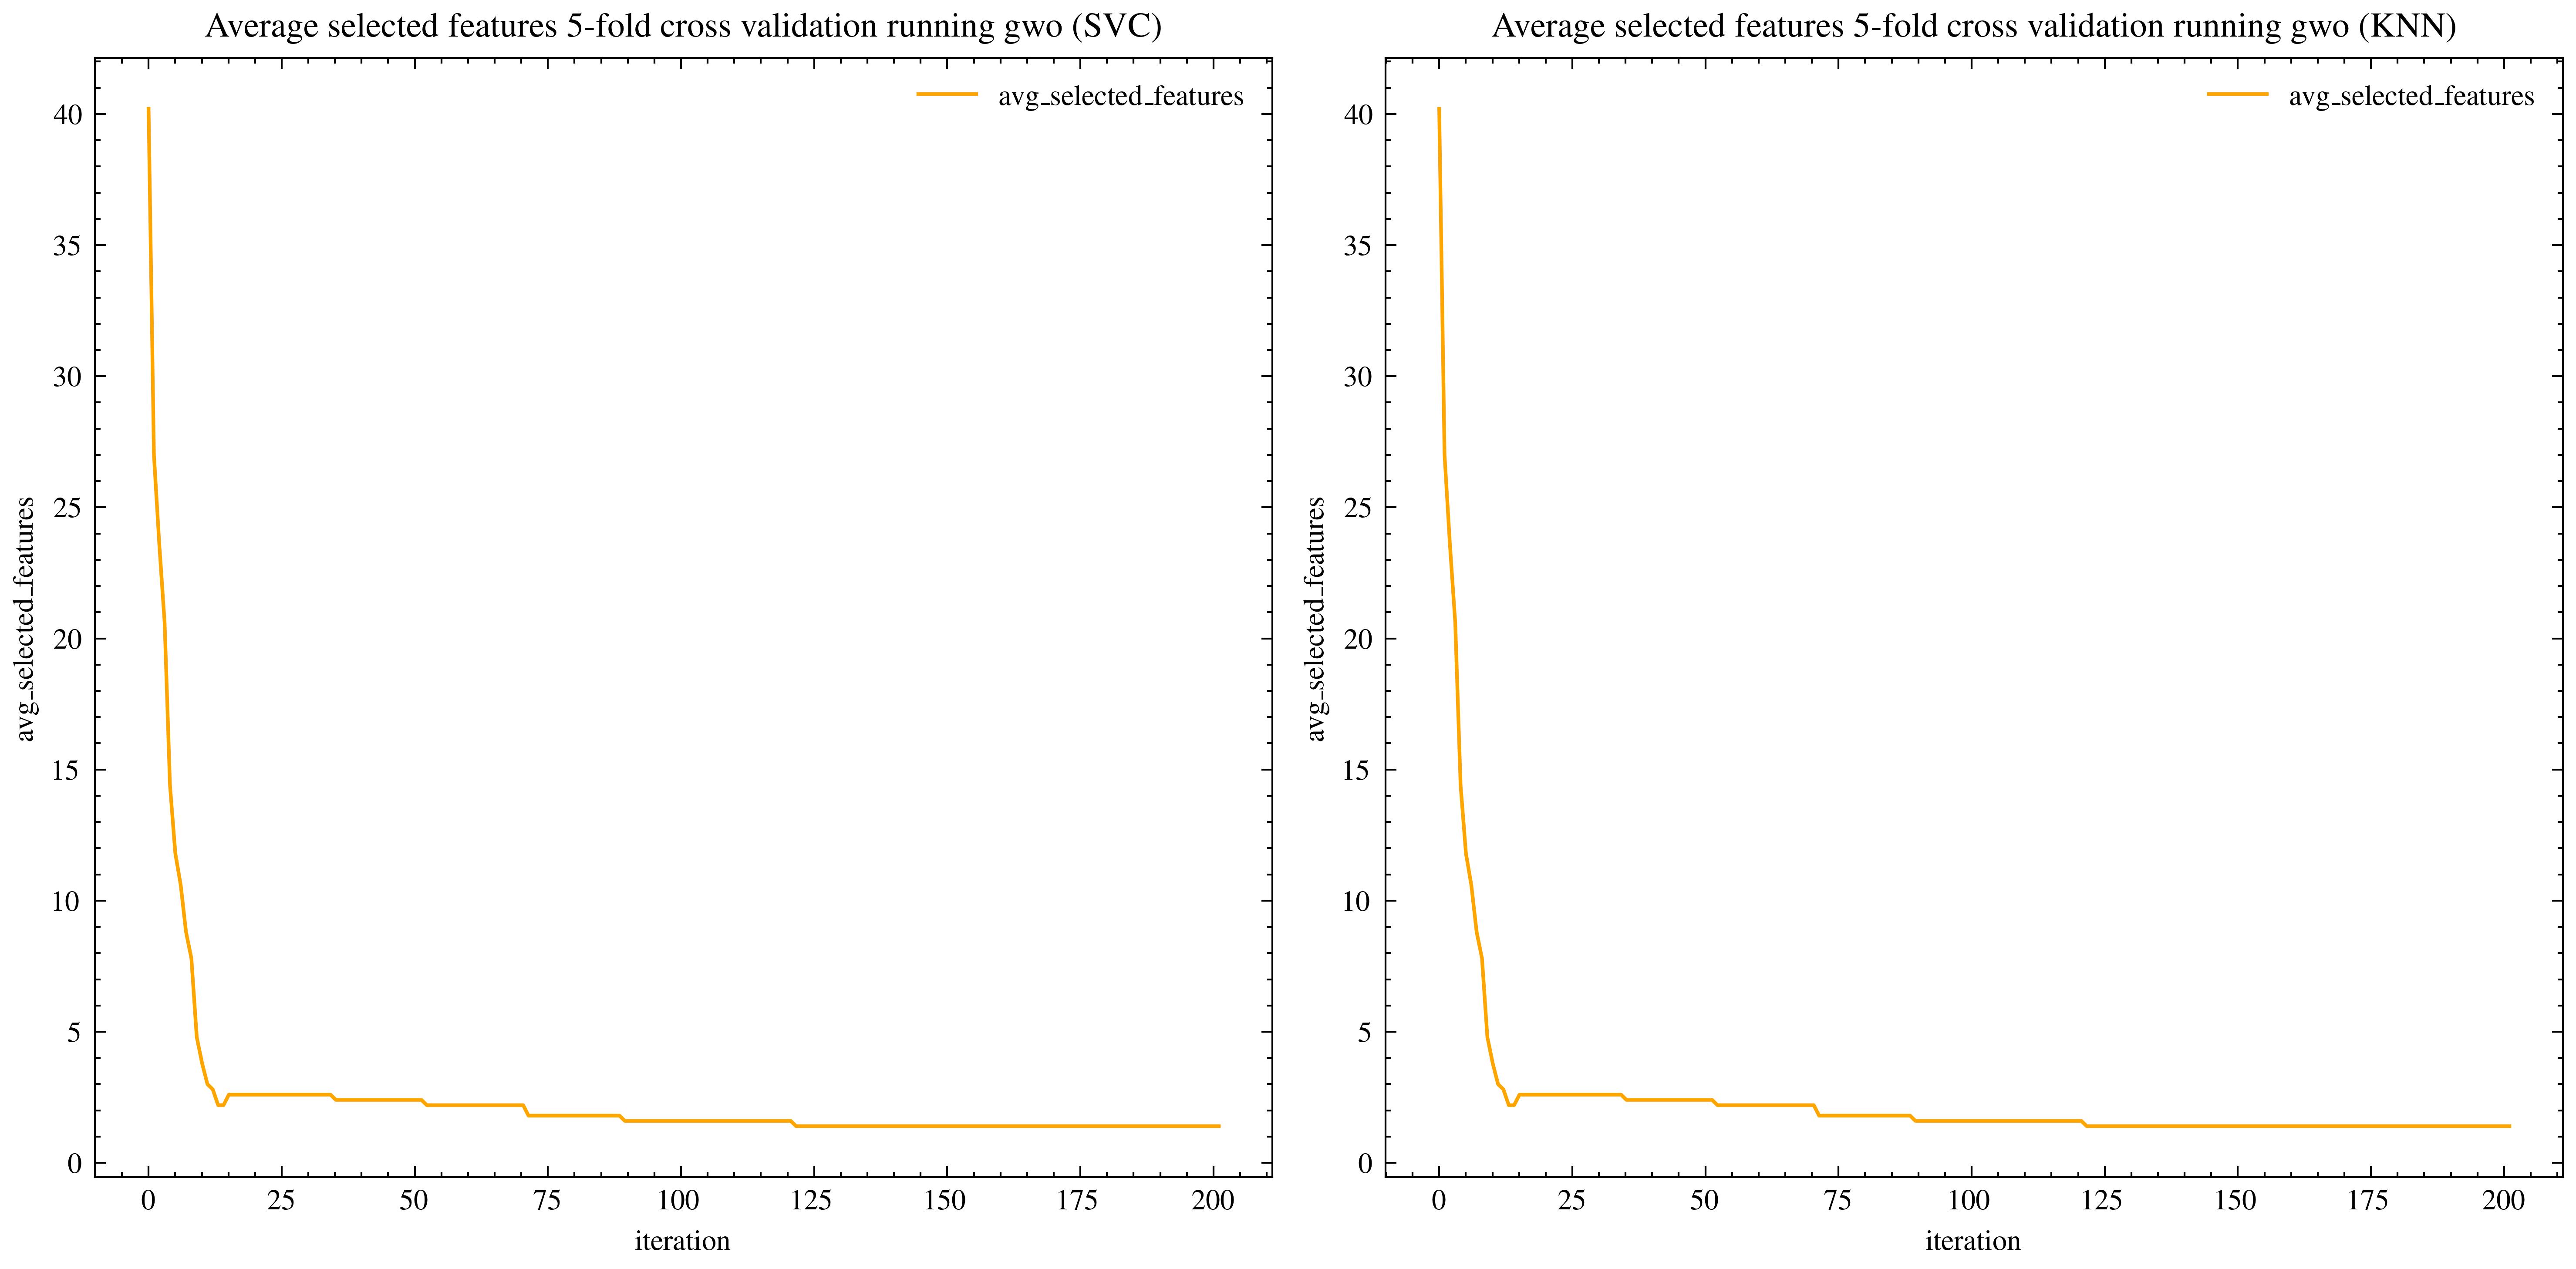 Average selected features 5-fold cross validation running gwo (SVC)
avg_selected_features
40
35
30
25
20
15
10
5
0
avg_selected_features
0 25 50 75 100 125 150 175 200
iteration
Average selected features 5-fold cross validation running gwo (KNN)
avg_selected_features
40
35
30
25
20
15
10
5
0
avg_selected_features
0 25 50 75 100 125 150 175 200
iteration